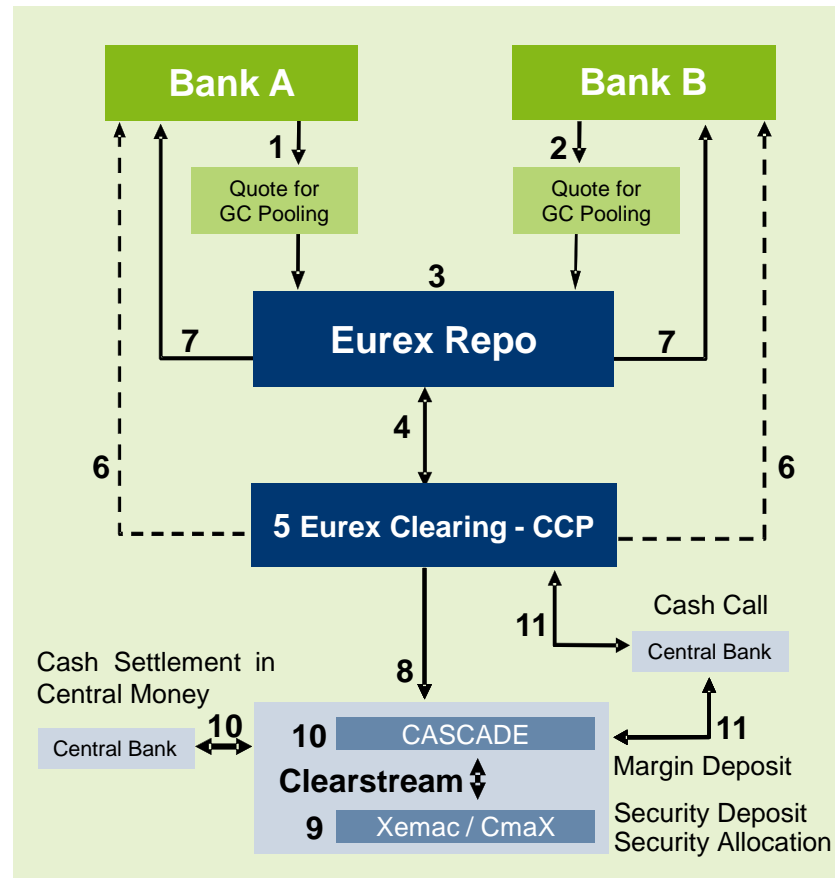 Bank A
Bank B
1
2
Quote for
GC Pooling
Quote for
GC Pooling
3
Eurex Repo
7
7
4
6
6
5 Eurex Clearing - CCP
Cash Call
11
Central Bank
8
Cash Settlement in
Central Money
10
Central Bank
10
CASCADE
11
Margin Deposit
Clearstream
9
Xemac / CmaX
Security Deposit
Security Allocation